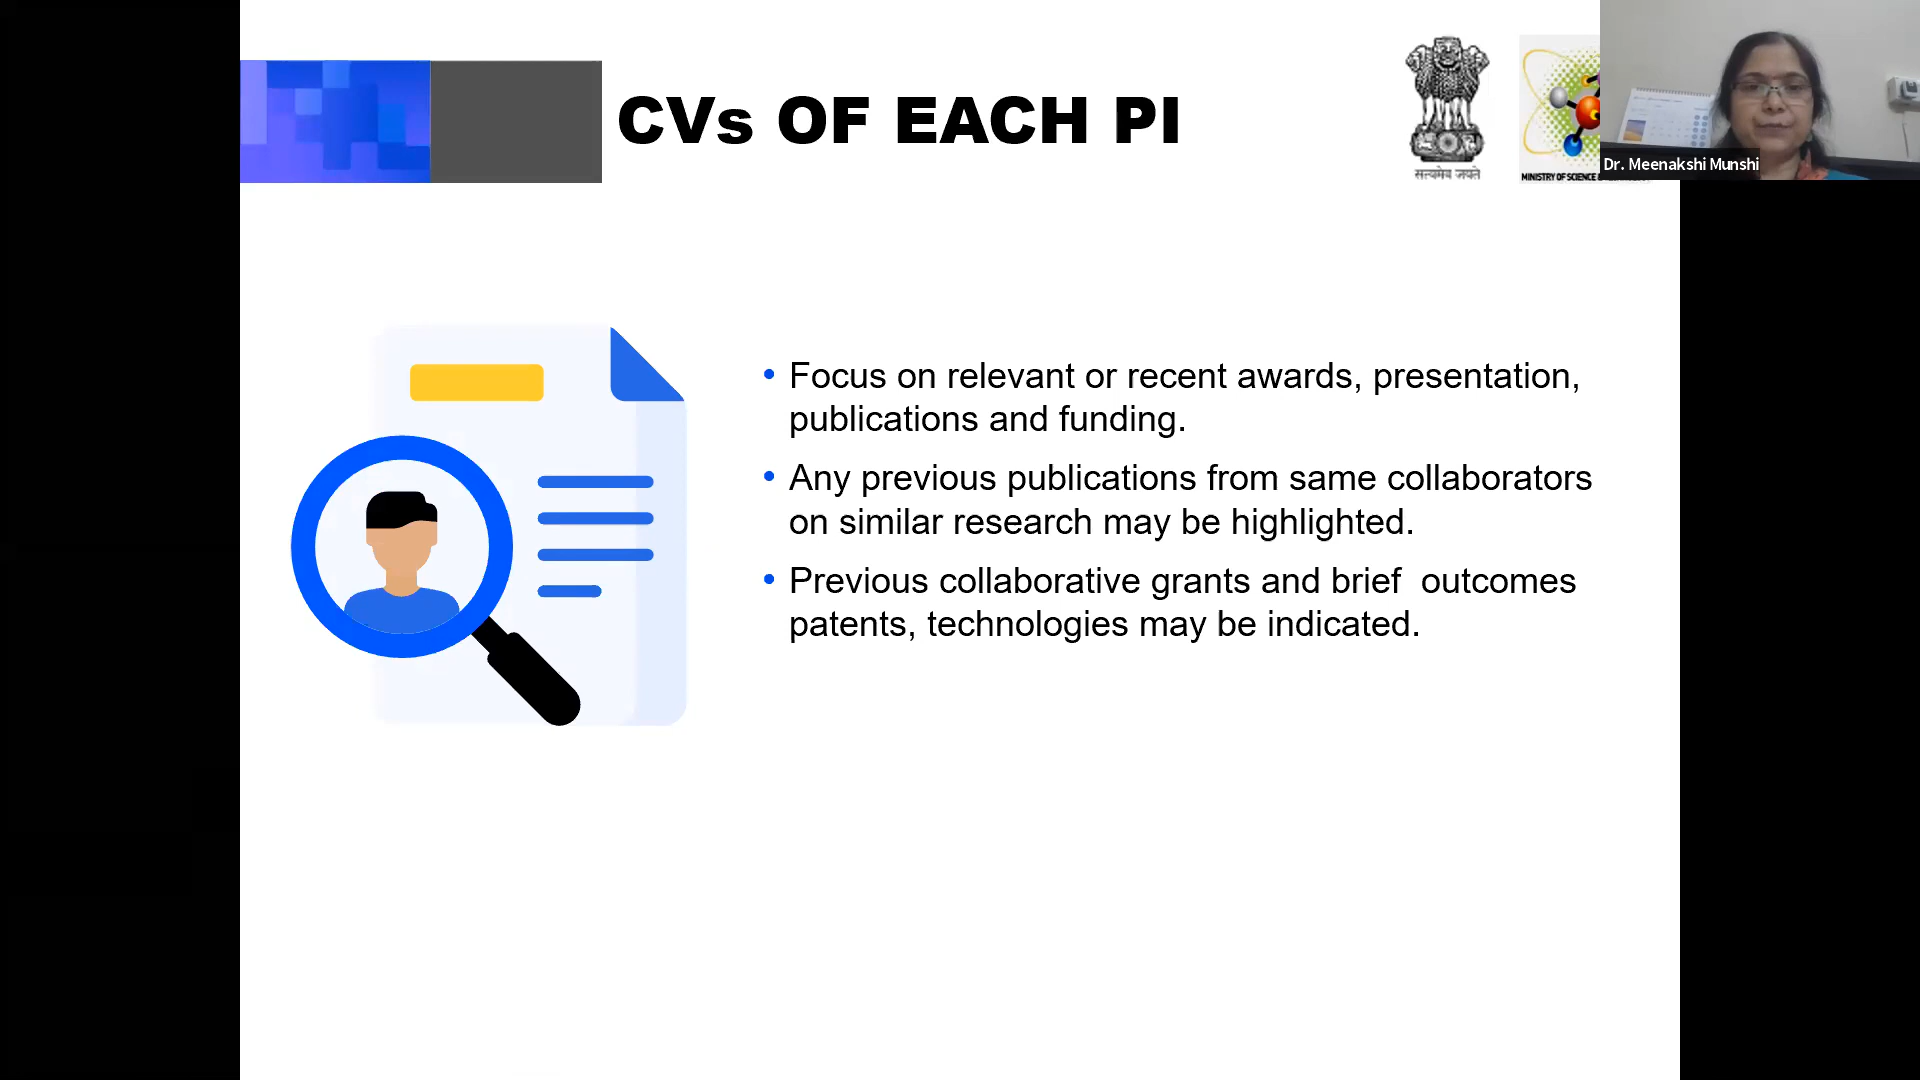 CVs OF EACH PI
सत्यमेव जयते
MINISTRY OF SCIENCE
Dr. Meenakshi Munshi
• Focus on relevant or recent awards, presentation,
publications and funding.
• Any previous publications from same collaborators
on similar research may be highlighted.
• Previous collaborative grants and brief  outcomes
patents, technologies may be indicated.